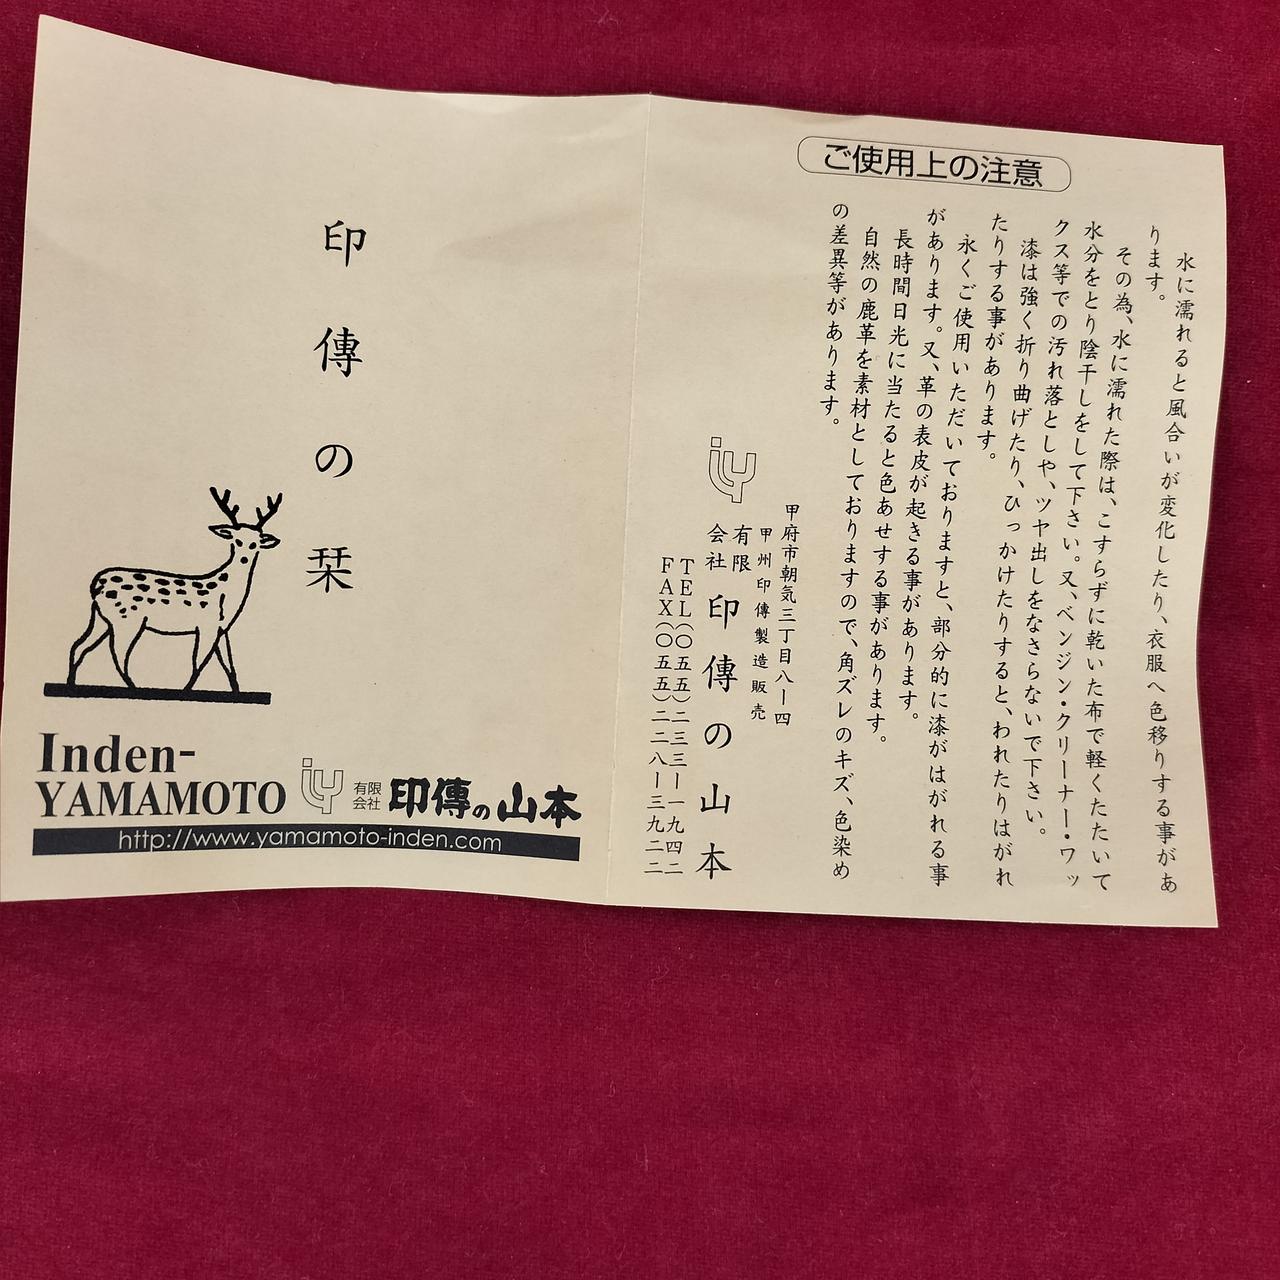 ご使用上の注意
水に濡れると風合いが変化したり、衣服へ色移りする事があ
ります。
その為、水に濡れた際は、こすらずに乾いた布で軽くたたいて
水分をとり陰干しをして下さい。又、ベンジン・クリーナー・ワッ
クス等での汚れ落としや、ツヤ出しをなさらないで下さい。
漆は強く折り曲げたり、ひっかけたりすると、われたりはがれ
たりする事があります。
永くご使用いただいておりますと、部分的に漆がはがれる事
があります。又、革の表皮が起きる事があります。
長時間日光に当たると色あせする事があります。
自然の鹿革を素材としておりますので、角ズレのキズ、色染め
の差異等があります。
甲府市朝気三丁目八ー四
甲州印傳製造販売
iy
有限会社 印傳の山本
TEL(〇五五)二三三ー一九四二
FAX(〇五五)二二八ー三九二二
印傳の栞
Inden-
YAMAMOTO
iy 有限会社 印傳の山本
http://www.yamamoto-inden.com